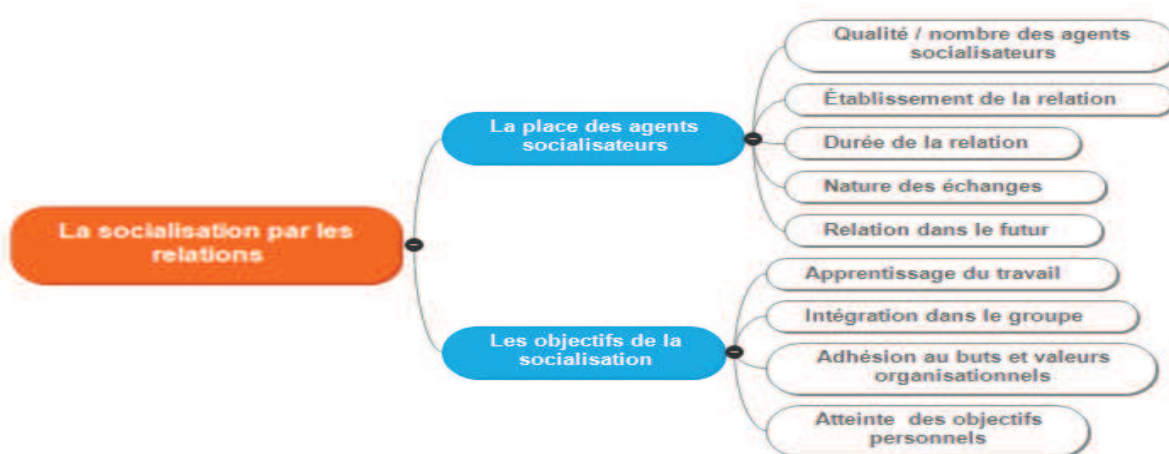 La socialisation par les
relations
La place des agents
socialisateurs
Qualité / nombre des agents
socialisateurs
Établissement de la relation
Durée de la relation
Nature des échanges
Relation dans le futur
Les objectifs de la
socialisation
Apprentissage du travail
Intégration dans le groupe
Adhésion au buts et valeurs
organisationnels
Atteinte des objectifs
personnels